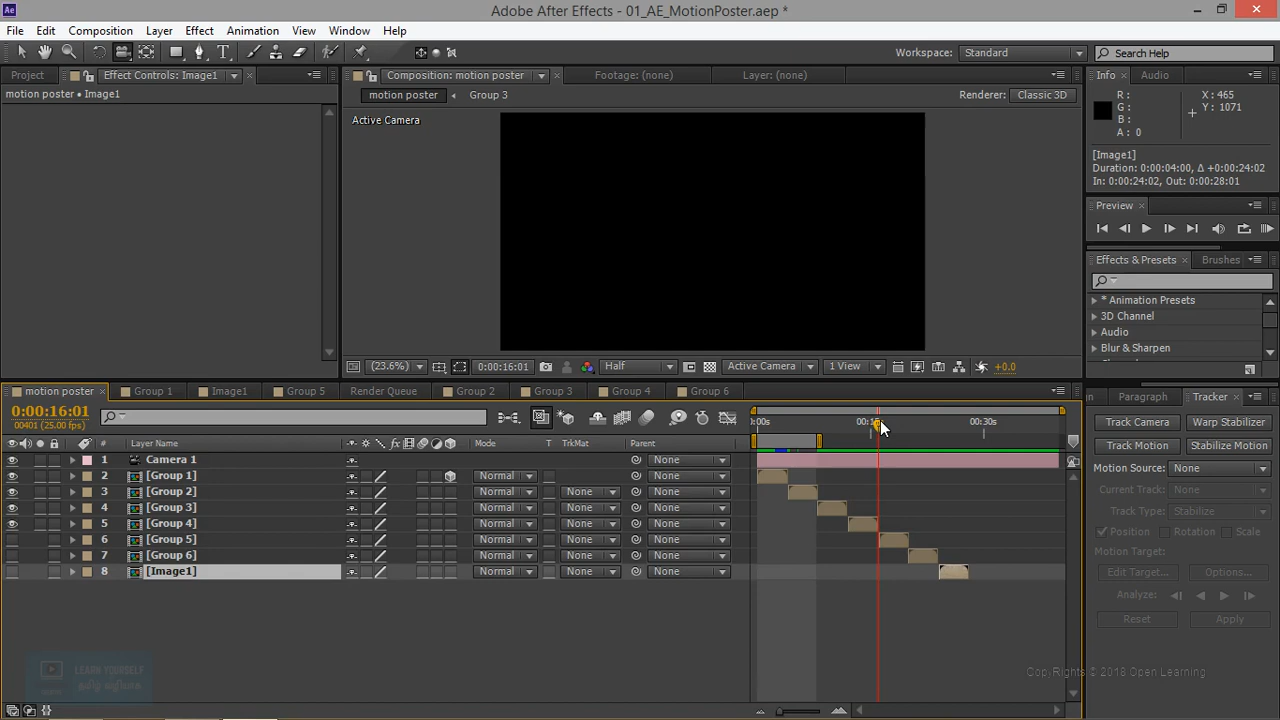 Adobe After Effects - 01_AE_MotionPoster.aep *
File Edit Composition Layer Effect Animation View Window Help
Workspace: Standard Search Help
Project Effect Controls: Image1 Composition: motion poster Footage: (none) Layer: (none) Info Audio
motion poster • Image1 motion poster Group 3 Renderer: Classic 3D
Active Camera
R: X: 465
G: Y: 1071
B:
A: 0
[Image1]
Duration: 0:00:04:00, Δ +0:00:24:02
In: 0:00:24:02, Out: 0:00:28:01
Preview
Effects & Presets Brushes
* Animation Presets
3D Channel
Audio
Blur & Sharpen
(23.6%) 0:00:16:01 Half Active Camera 1 View +0.0
motion poster Group 1 Image1 Group 5 Render Queue Group 2 Group 3 Group 4 Group 6 Paragraph Tracker
0:00:16:01
00401 (25.00 fps)
00s 00:15s 00:30s
Track Camera Warp Stabilizer
Track Motion Stabilize Motion
Motion Source: None
Current Track: None
Track Type: Stabilize
Position Rotation Scale
Motion Target:
Edit Target... Options...
Analyze:
Reset Apply
# Layer Name Mode T TrkMat Parent
1 Camera 1 None
2 [Group 1] Normal None
3 [Group 2] Normal None None
4 [Group 3] Normal None None
5 [Group 4] Normal None None
6 [Group 5] Normal None None
7 [Group 6] Normal None None
8 [Image1] Normal None None
LEARN YOURSELF
தமிழ் வழியாக
Copy Rights © 2018 Open Learning